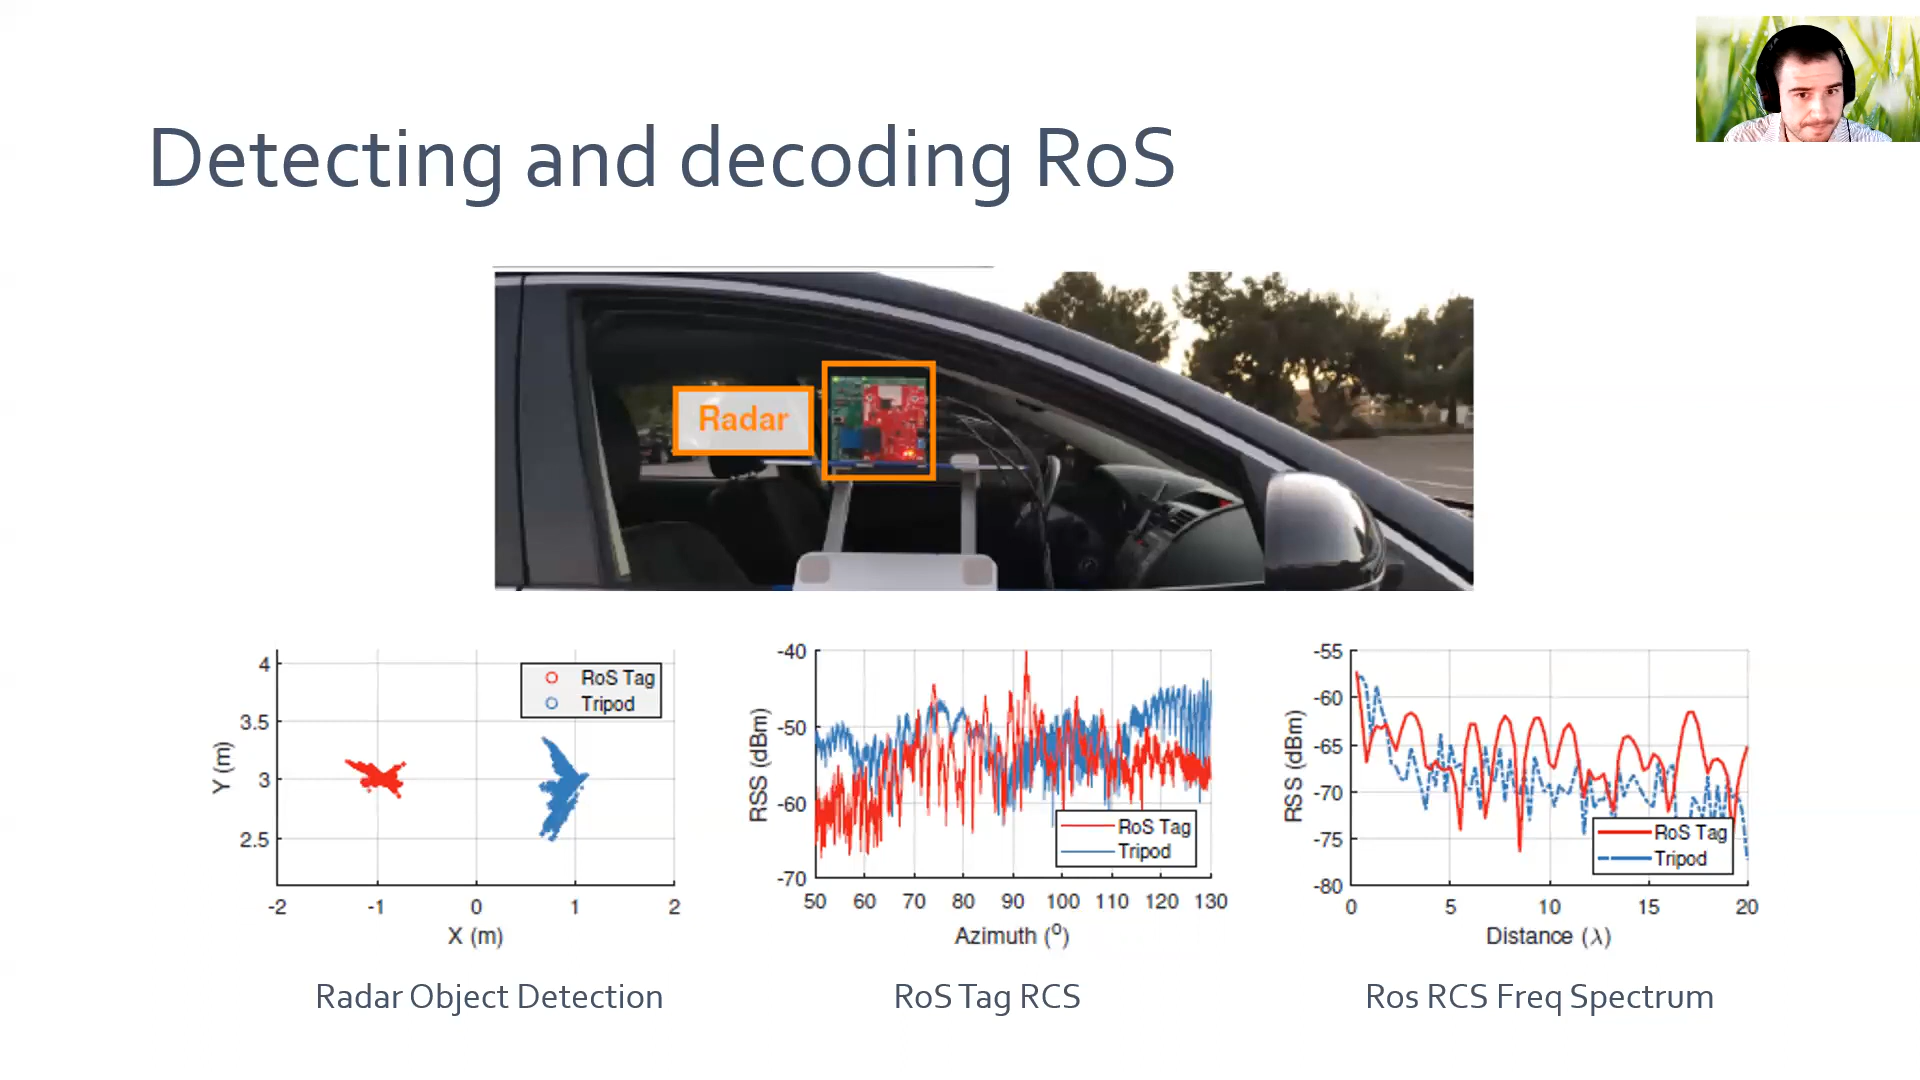 Detecting and decoding RoS
Radar
4
3.5
3
2.5
Y (m)
-2 -1 0 1 2
X (m)
RoS Tag
Tripod
Radar Object Detection
-40
-50
-60
-70
RSS (dBm)
50 60 70 80 90 100 110 120 130
Azimuth (º)
RoS Tag
Tripod
RoS Tag RCS
-55
-60
-65
-70
-75
-80
RSS (dBm)
0 5 10 15 20
Distance (λ)
RoS Tag
Tripod
Ros RCS Freq Spectrum